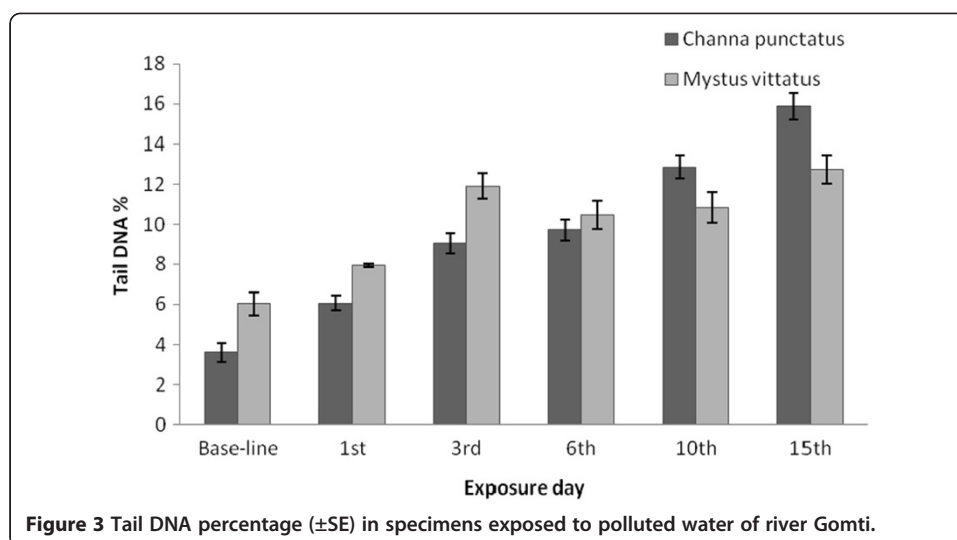 Channa punctatus
Mystus vittatus
Tail DNA %
18
16
14
12
10
8
6
4
2
0
Base-line 1st 3rd 6th 10th 15th
Exposure day
Figure 3 Tail DNA percentage (±SE) in specimens exposed to polluted water of river Gomti.